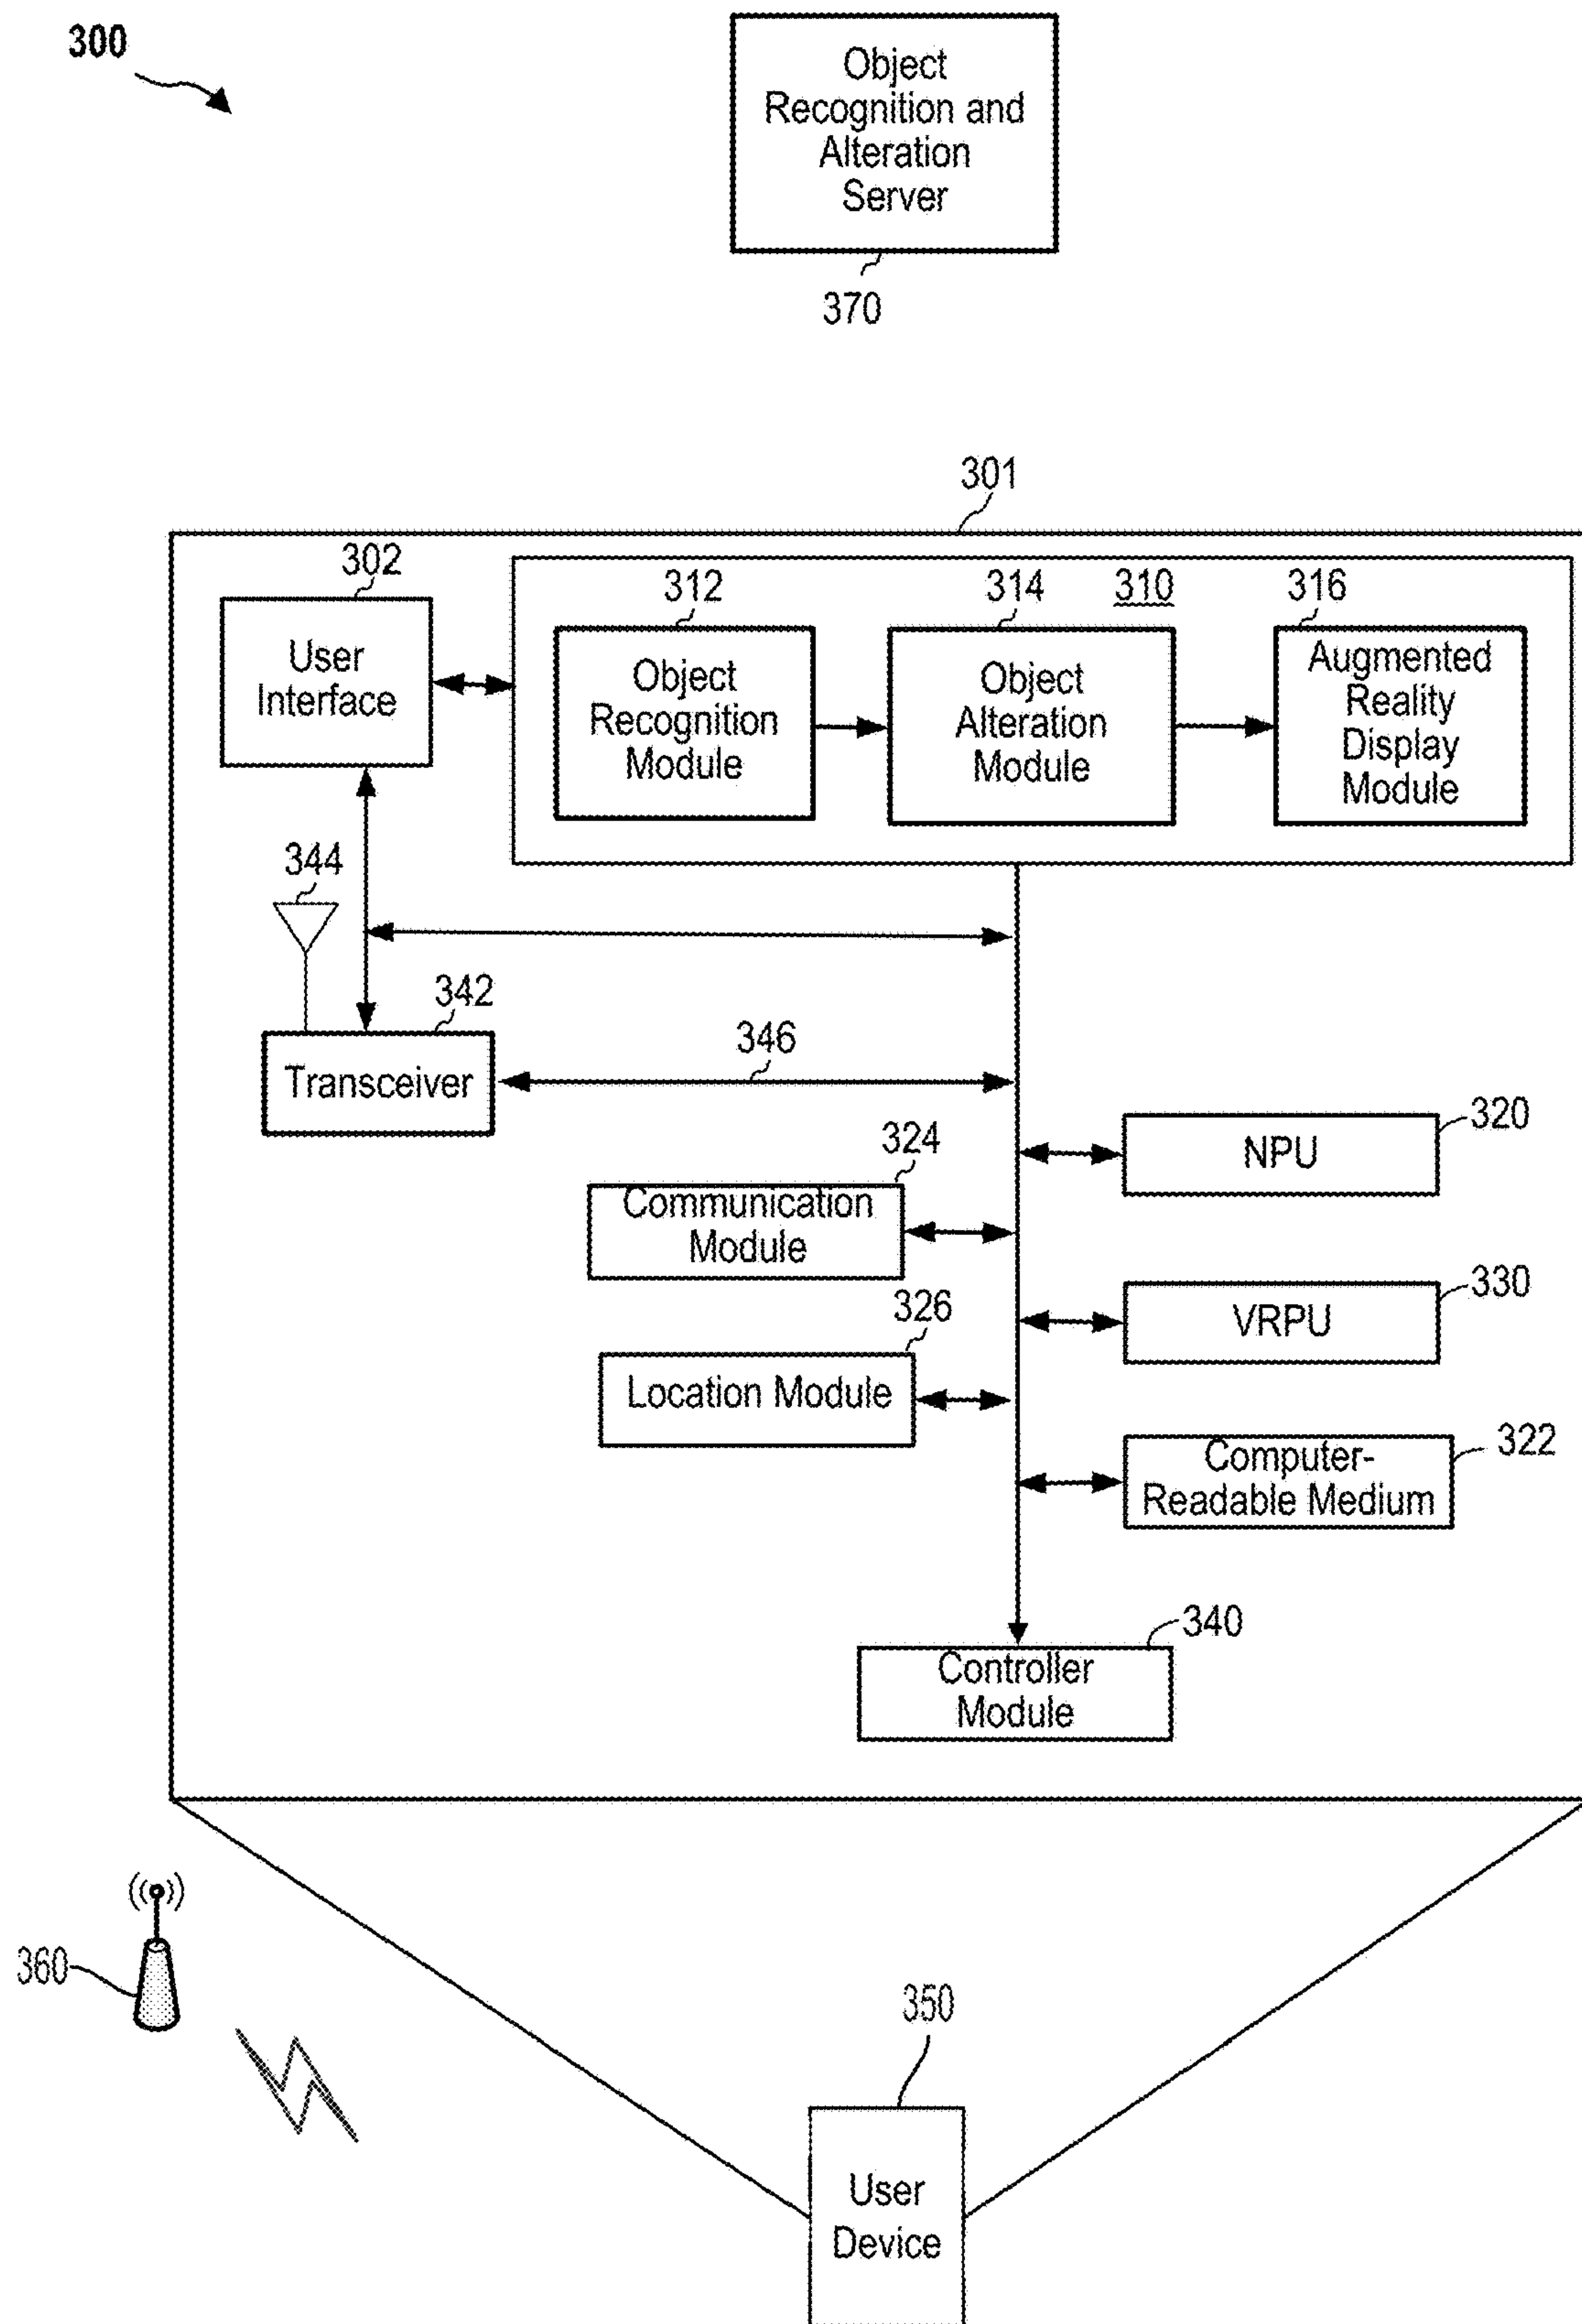 300
Object
Recognition and
Alteration
Server
370
301
302
User
Interface
312
314
310
316
Object
Recognition
Module
Object
Alteration
Module
Augmented
Reality
Display
Module
344
342
Transceiver
346
324
Communication
Module
320
NPU
326
Location Module
330
VRPU
322
Computer-
Readable Medium
340
Controller
Module
360
350
User
Device